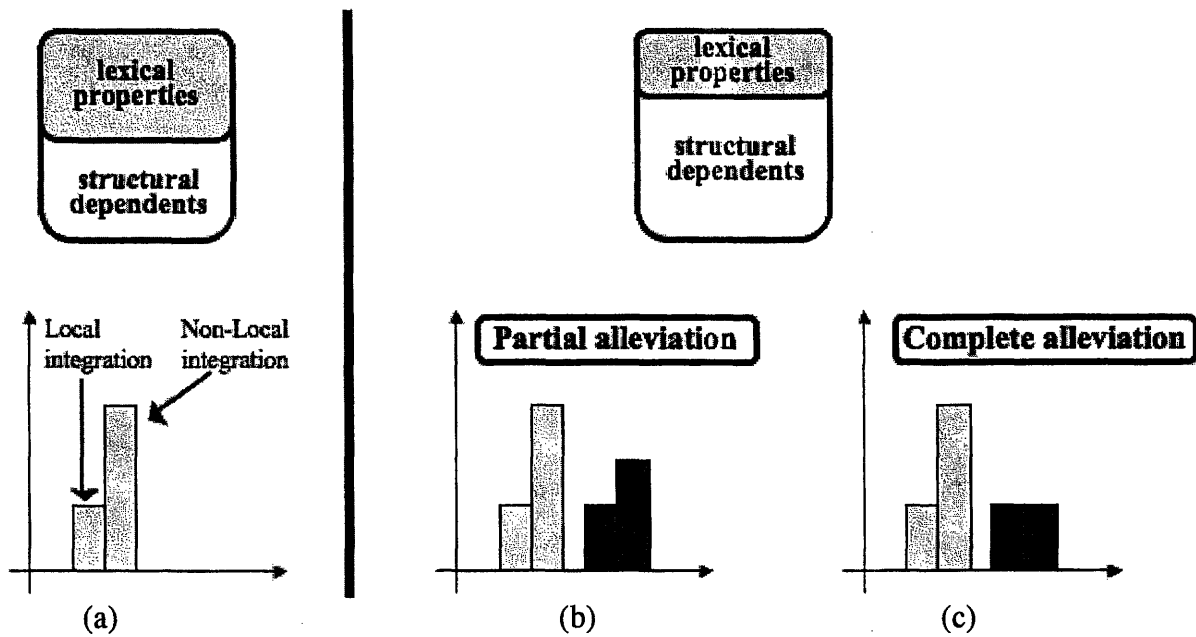 lexical
properties
structural
dependents
lexical
properties
structural
dependents
Local
integration
Non-Local
integration
Partial alleviation
Complete alleviation
(a)
(b)
(c)